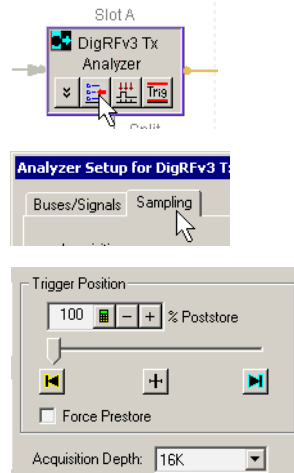 Slot A
DigRFv3 Tx
Analyzer
Trig
Split
Analyzer Setup for DigRFv3 T
Buses/Signals Sampling
Trigger Position
100 - + % Poststore
Force Prestore
Acquisition Depth: 16K